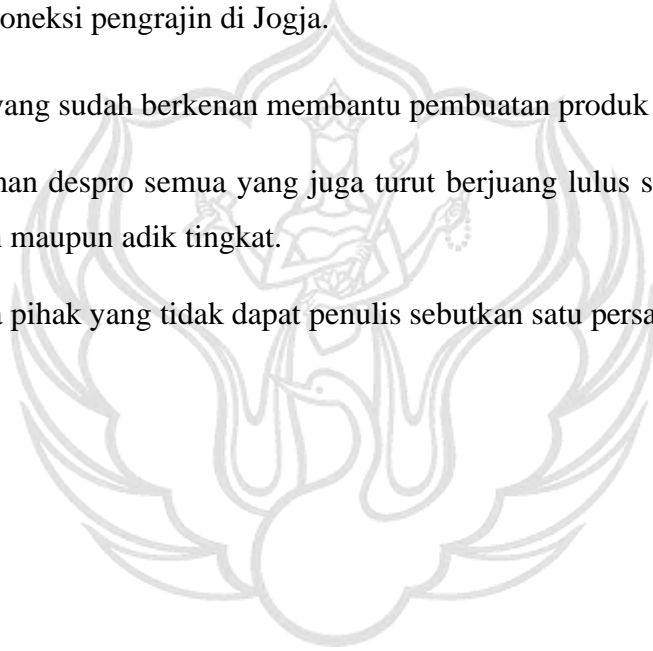 oneksi pengrajin di Jogja.
yang sudah berkenan membantu pembuatan produk
nan despro semua yang juga turut berjuang lulus s
maupun adik tingkat.
pihak yang tidak dapat penulis sebutkan satu persa